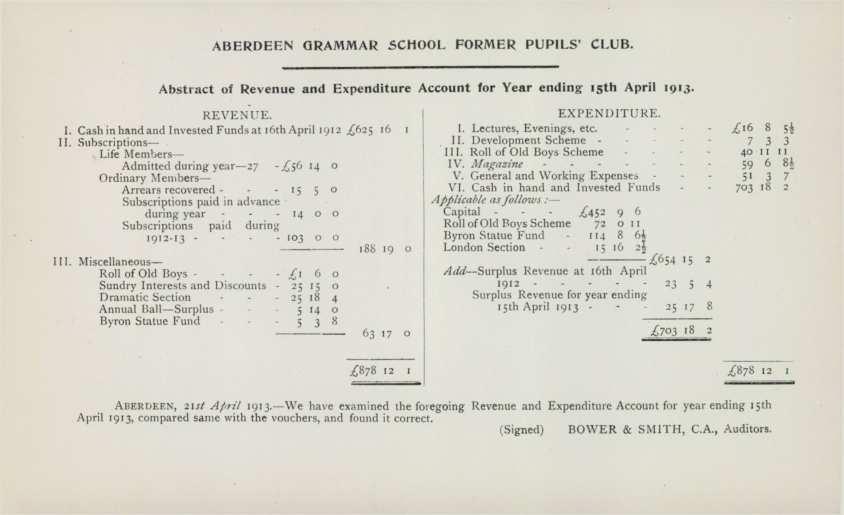 ABERDEEN GRAMMAR SCHOOL FORMER PUPILS' CLUB.
Abstract of Revenue and Expenditure Account for Year ending 15th April 1913.
REVENUE.
I. Cash in hand and Invested Funds at 16th April 1912 £625 16 1
II. Subscriptions—
Life Members—
Admitted during year—27 - £56 14 0
Ordinary Members—
Arrears recovered - - - 15 5 0
Subscriptions paid in advance
during year - - - 14 0 0
Subscriptions paid during
1912-13 - - - - 103 0 0
188 19 0
III. Miscellaneous—
Roll of Old Boys - - - - £1 6 0
Sundry Interests and Discounts - 25 15 0
Dramatic Section - - - 25 18 4
Annual Ball—Surplus - - - 5 14 0
Byron Statue Fund - - - 5 3 8
63 17 0
£878 12 1
EXPENDITURE.
I. Lectures, Evenings, etc. - - - - £16 8 5½
II. Development Scheme - - - - - 7 3 3
III. Roll of Old Boys Scheme - - - - 40 11 11
IV. Magazine - - - - - - - 59 6 8½
V. General and Working Expenses - - - 51 3 7
VI. Cash in hand and Invested Funds - - 703 18 2
Applicable as follows :—
Capital - - - £452 9 6
Roll of Old Boys Scheme 72 0 11
Byron Statue Fund - 114 8 6½
London Section - - 15 16 2½
£654 15 2
Add—Surplus Revenue at 16th April
1912 - - - - - 23 5 4
Surplus Revenue for year ending
15th April 1913 - - - 25 17 8
£703 18 2
£878 12 1
ABERDEEN, 21st April 1913.—We have examined the foregoing Revenue and Expenditure Account for year ending 15th
April 1913, compared same with the vouchers, and found it correct.
(Signed) BOWER & SMITH, C.A., Auditors.